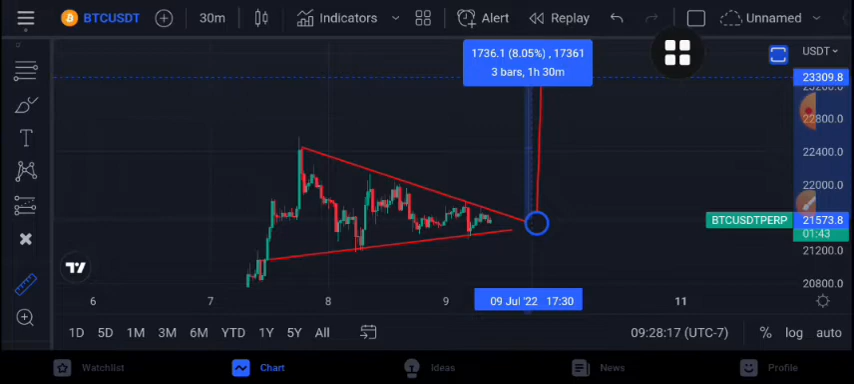 BTCUSDT 30m Indicators Alert Replay Unnamed
1736.1 (8.05%) , 17361
3 bars, 1h 30m
USDT
23309.8
23200.0
22800.0
22400.0
22000.0
BTCUSDTPERP 21573.8
01:43
21200.0
20800.0
6 7 8 9 09 Jul '22 17:30 11
1D 5D 1M 3M 6M YTD 1Y 5Y All 09:28:17 (UTC-7) % log auto
Watchlist Chart Ideas News Profile